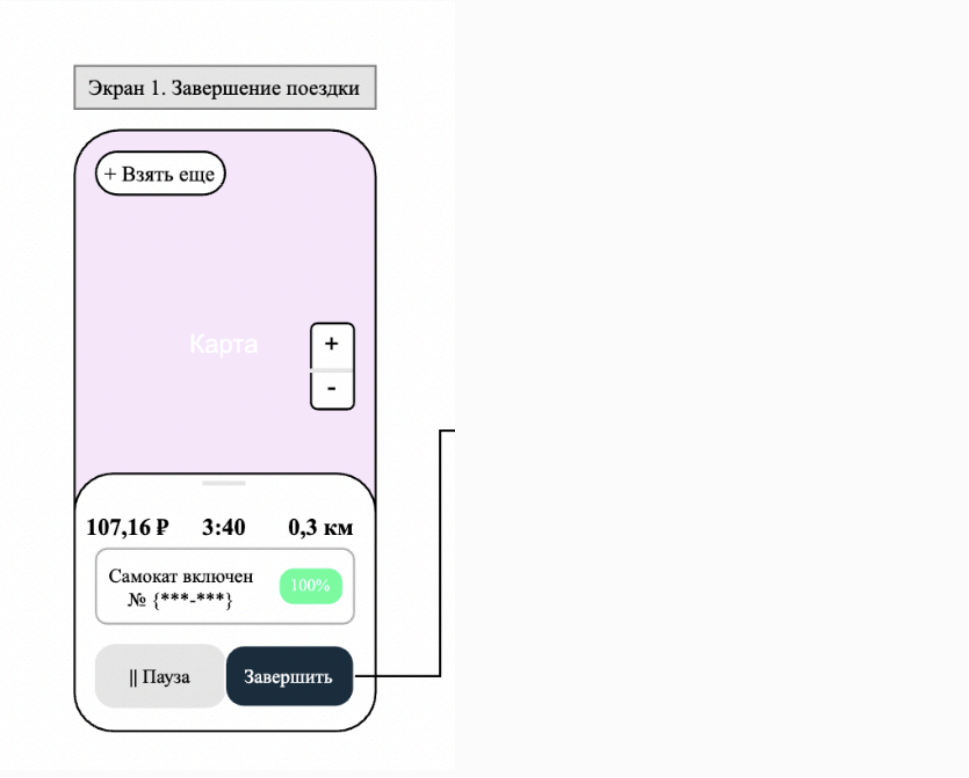 Экран 1. Завершение поездки
+ Взять еще
Карта
+
-
107,16 ₽ 3:40 0,3 км
Самокат включен
№ {***-***}
100%
|| Пауза
Завершить